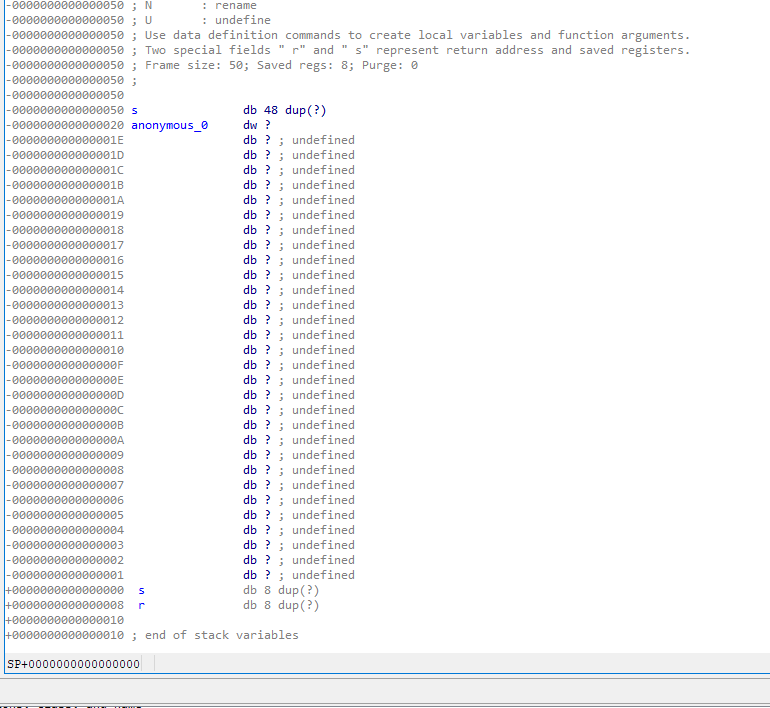 -0000000000000050 ; N       : rename
-0000000000000050 ; U       : undefine
-0000000000000050 ; Use data definition commands to create local variables and function arguments.
-0000000000000050 ; Two special fields " r" and " s" represent return address and saved registers.
-0000000000000050 ; Frame size: 50; Saved regs: 8; Purge: 0
-0000000000000050 ;
-0000000000000050
-0000000000000050 s               db 48 dup(?)
-0000000000000020 anonymous_0     dw ?
-000000000000001E                 db ? ; undefined
-000000000000001D                 db ? ; undefined
-000000000000001C                 db ? ; undefined
-000000000000001B                 db ? ; undefined
-000000000000001A                 db ? ; undefined
-0000000000000019                 db ? ; undefined
-0000000000000018                 db ? ; undefined
-0000000000000017                 db ? ; undefined
-0000000000000016                 db ? ; undefined
-0000000000000015                 db ? ; undefined
-0000000000000014                 db ? ; undefined
-0000000000000013                 db ? ; undefined
-0000000000000012                 db ? ; undefined
-0000000000000011                 db ? ; undefined
-0000000000000010                 db ? ; undefined
-000000000000000F                 db ? ; undefined
-000000000000000E                 db ? ; undefined
-000000000000000D                 db ? ; undefined
-000000000000000C                 db ? ; undefined
-000000000000000B                 db ? ; undefined
-000000000000000A                 db ? ; undefined
-0000000000000009                 db ? ; undefined
-0000000000000008                 db ? ; undefined
-0000000000000007                 db ? ; undefined
-0000000000000006                 db ? ; undefined
-0000000000000005                 db ? ; undefined
-0000000000000004                 db ? ; undefined
-0000000000000003                 db ? ; undefined
-0000000000000002                 db ? ; undefined
-0000000000000001                 db ? ; undefined
+0000000000000000  s              db 8 dup(?)
+0000000000000008  r              db 8 dup(?)
+0000000000000010
+0000000000000010 ; end of stack variables
SP+0000000000000000